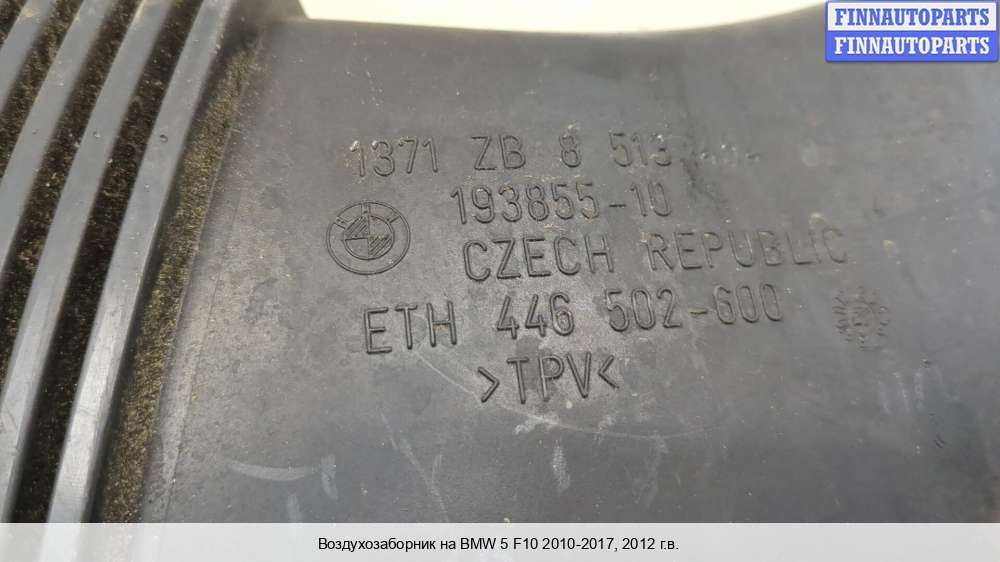 FINNAUTOPARTS
FINNAUTOPARTS
1371 ZB 8 513
193855-10
CZECH REPUBLIC
ETH 446 502-600
>TPV<
Воздухозаборник на BMW 5 F10 2010-2017, 2012 г.в.